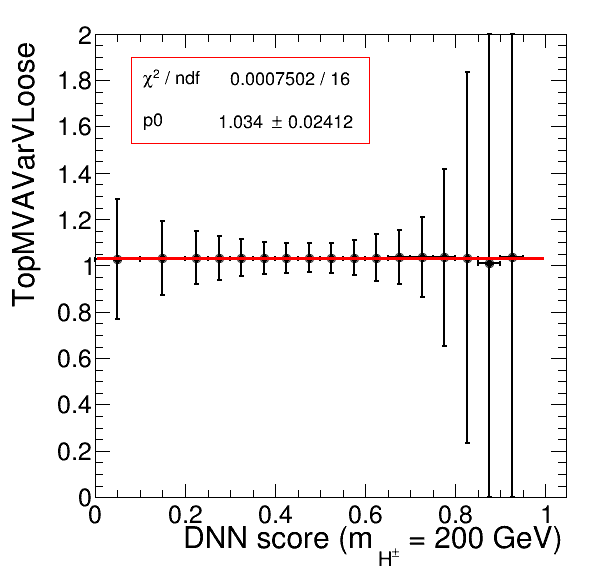 TopMVAVarVLoose
χ² / ndf 0.0007502 / 16
p0 1.034 ± 0.02412
2
1.8
1.6
1.4
1.2
1
0.8
0.6
0.4
0.2
0
0 0.2 0.4 0.6 0.8 1
DNN score (m_H± = 200 GeV)